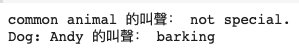 common animal 的叫聲： not special.
Dog: Andy 的叫聲： barking